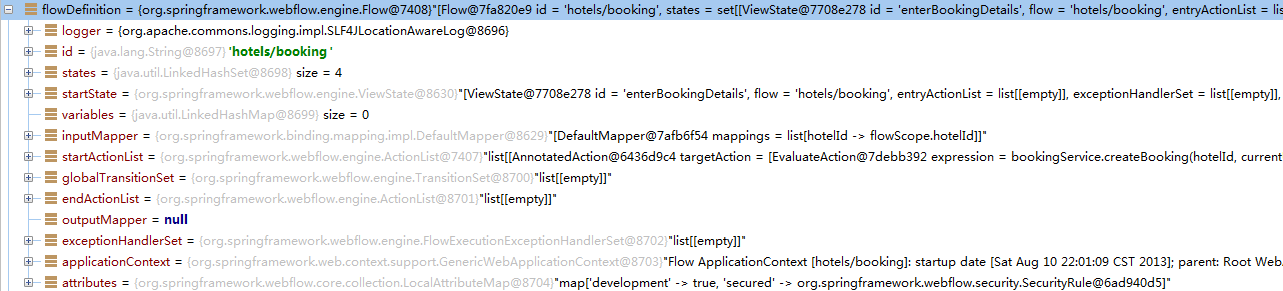 flowDefinition = {org.springframework.webflow.engine.Flow@7408}"[Flow@7fa820e9 id = 'hotels/booking', states = set[[ViewState@7708e278 id = 'enterBookingDetails', flow = 'hotels/booking', entryActionList = lis
logger = {org.apache.commons.logging.impl.SLF4JLocationAwareLog@8696}
id = {java.lang.String@8697}'hotels/booking '
states = {java.util.LinkedHashSet@8698} size = 4
startState = {org.springframework.webflow.engine.ViewState@8630}"[ViewState@7708e278 id = 'enterBookingDetails', flow = 'hotels/booking', entryActionList = list[[empty]], exceptionHandlerSet = list[[empty]],
variables = {java.util.LinkedHashMap@8699} size = 0
inputMapper = {org.springframework.binding.mapping.impl.DefaultMapper@8629}"[DefaultMapper@7afb6f54 mappings = list[hotelId -> flowScope.hotelId]]"
startActionList = {org.springframework.webflow.engine.ActionList@7407}"list[[AnnotatedAction@6436d9c4 targetAction = [EvaluateAction@7debb392 expression = bookingService.createBooking(hotelId, current
globalTransitionSet = {org.springframework.webflow.engine.TransitionSet@8700}"list[[empty]]"
endActionList = {org.springframework.webflow.engine.ActionList@8701}"list[[empty]]"
outputMapper = null
exceptionHandlerSet = {org.springframework.webflow.engine.FlowExecutionExceptionHandlerSet@8702}"list[[empty]]"
applicationContext = {org.springframework.web.context.support.GenericWebApplicationContext@8703}"Flow ApplicationContext [hotels/booking]: startup date [Sat Aug 10 22:01:09 CST 2013]; parent: Root Web
attributes = {org.springframework.webflow.core.collection.LocalAttributeMap@8704}"map['development' -> true, 'secured' -> org.springframework.webflow.security.SecurityRule@6ad940d5]"